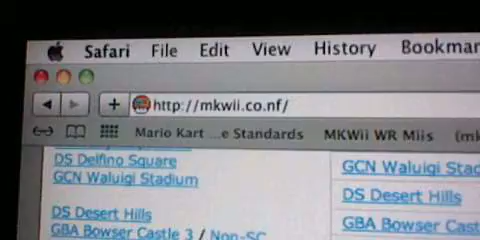 Safari File Edit View History Bookmar
http://mkwii.co.nf/
Mario Kart ...e Standards MKWii WR Miis (mk
DS Delfino Square
GCN Waluigi Stadium
DS Desert Hills
GBA Bowser Castle 3 / Non-SC
GCN Waluigi Stad
DS Desert Hills
GBA Bowser Cast